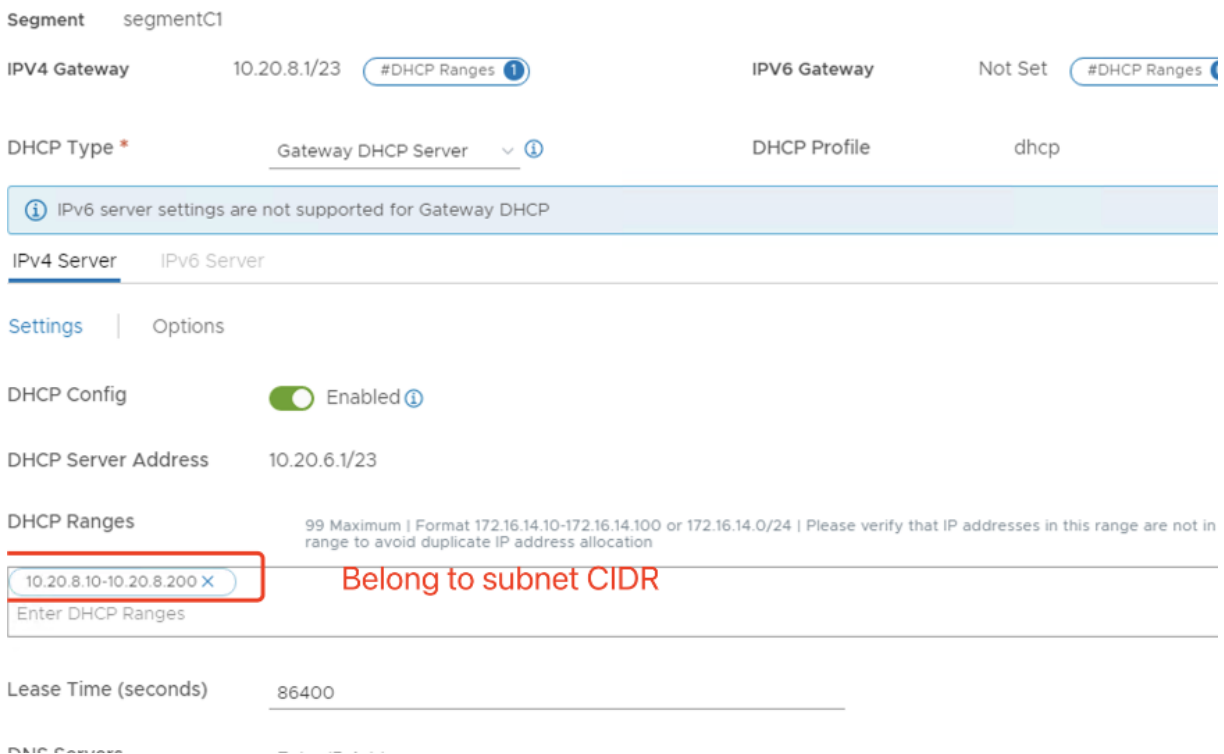 Segment segmentC1
IPV4 Gateway 10.20.8.1/23 #DHCP Ranges 1 IPV6 Gateway Not Set #DHCP Ranges
DHCP Type * Gateway DHCP Server DHCP Profile dhcp
IPv6 server settings are not supported for Gateway DHCP
IPv4 Server IPv6 Server
Settings Options
DHCP Config Enabled
DHCP Server Address 10.20.6.1/23
DHCP Ranges 99 Maximum | Format 172.16.14.10-172.16.14.100 or 172.16.14.0/24 | Please verify that IP addresses in this range are not in
range to avoid duplicate IP address allocation
10.20.8.10-10.20.8.200 Belong to subnet CIDR
Enter DHCP Ranges
Lease Time (seconds) 86400
DNS Servers